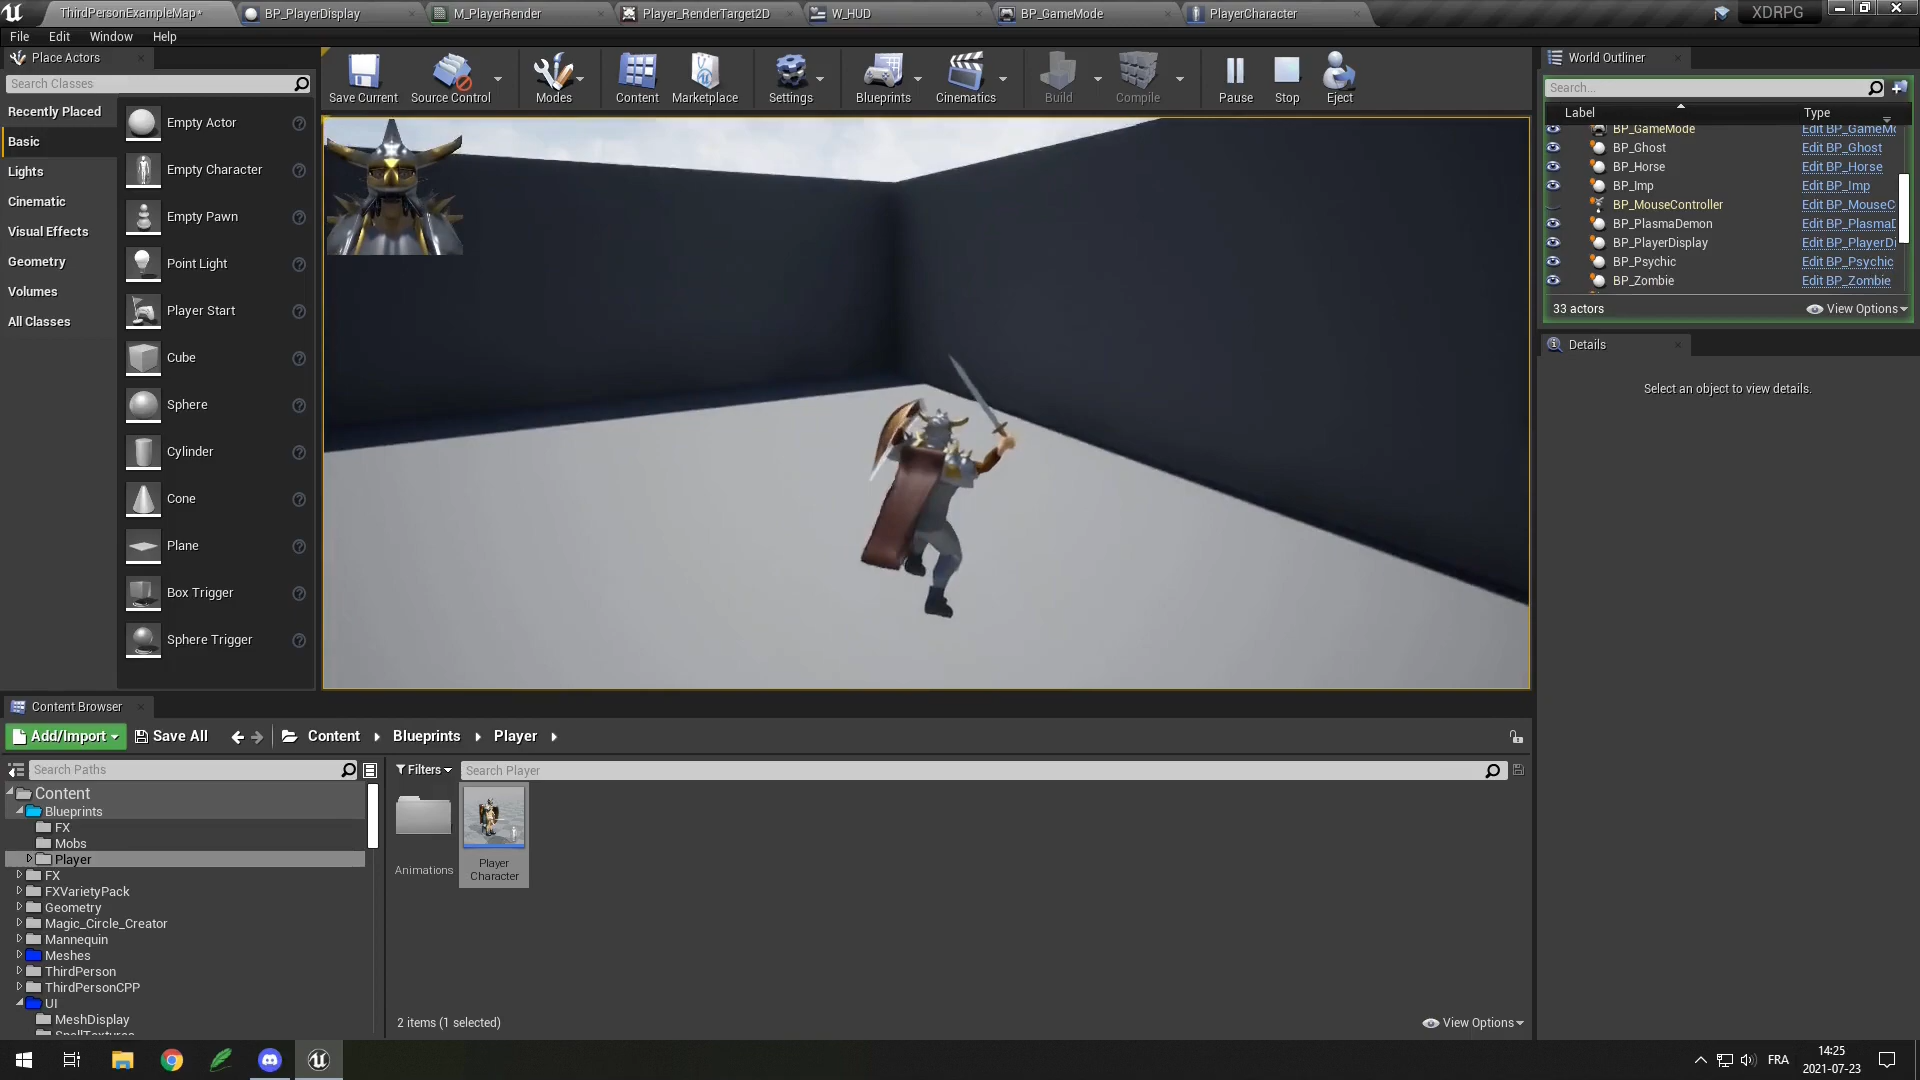 ThirdPersonExampleMap*
BP_PlayerDisplay
M_PlayerRender
Player_RenderTarget2D
W_HUD
BP_GameMode
PlayerCharacter
XDRPG
File
Edit
Window
Help
Place Actors
Search Classes
Recently Placed
Basic
Lights
Cinematic
Visual Effects
Geometry
Volumes
All Classes
Empty Actor
Empty Character
Empty Pawn
Point Light
Player Start
Cube
Sphere
Cylinder
Cone
Plane
Box Trigger
Sphere Trigger
Save Current
Source Control
Modes
Content
Marketplace
Settings
Blueprints
Cinematics
Build
Compile
Pause
Stop
Eject
World Outliner
Search...
Label
Type
BP_GameMode
Edit BP_GameMo
BP_Ghost
Edit BP_Ghost
BP_Horse
Edit BP_Horse
BP_Imp
Edit BP_Imp
BP_MouseController
Edit BP_MouseC
BP_PlasmaDemon
Edit BP_PlasmaD
BP_PlayerDisplay
Edit BP_PlayerDi
BP_Psychic
Edit BP_Psychic
BP_Zombie
Edit BP_Zombie
33 actors
View Options
Details
Select an object to view details.
Content Browser
Add/Import
Save All
Content
Blueprints
Player
Search Paths
Filters
Search Player
Content
Blueprints
FX
Mobs
Player
FX
FXVarietyPack
Geometry
Magic_Circle_Creator
Mannequin
Meshes
ThirdPerson
ThirdPersonCPP
UI
MeshDisplay
SpellTextures
Animations
Player
Character
2 items (1 selected)
View Options
FRA
14:25
2021-07-23